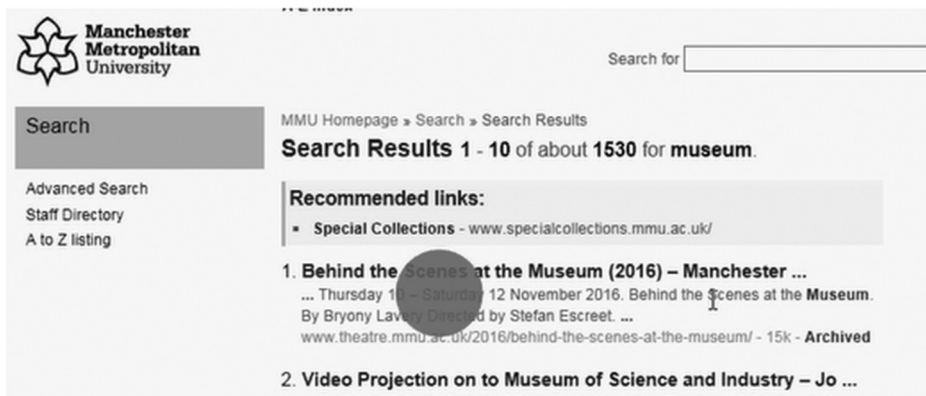 Manchester
Metropolitan
University
Search for
Search
Advanced Search
Staff Directory
A to Z listing
MMU Homepage » Search » Search Results
Search Results 1 - 10 of about 1530 for museum.
Recommended links:
▪ Special Collections - www.specialcollections.mmu.ac.uk/
1. Behind the Scenes at the Museum (2016) – Manchester ...
... Thursday 10 – Saturday 12 November 2016. Behind the Scenes at the Museum.
By Bryony Lavery Directed by Stefan Escreet. ...
www.theatre.mmu.ac.uk/2016/behind-the-scenes-at-the-museum/ - 15k - Archived
2. Video Projection on to Museum of Science and Industry – Jo ...